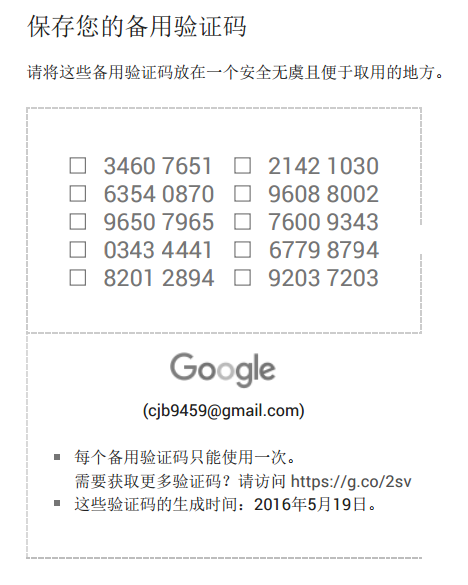 保存您的备用验证码
请将这些备用验证码放在一个安全无虞且便于取用的地方。
3460 7651 2142 1030
6354 0870 9608 8002
9650 7965 7600 9343
0343 4441 6779 8794
8201 2894 9203 7203
Google
(cjb9459@gmail.com)
每个备用验证码只能使用一次。
需要获取更多验证码？请访问 https://g.co/2sv
这些验证码的生成时间：2016年5月19日。